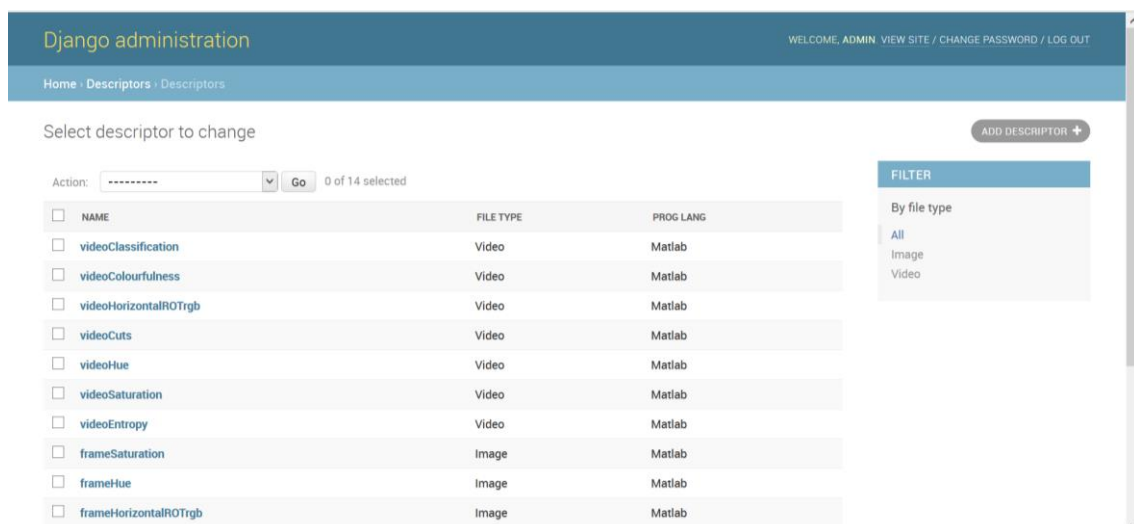 Django administration
WELCOME, ADMIN. VIEW SITE / CHANGE PASSWORD / LOG OUT
Home › Descriptors › Descriptors
Select descriptor to change
ADD DESCRIPTOR +
Action: --------- Go 0 of 14 selected
NAME FILE TYPE PROG LANG
videoClassification Video Matlab
videoColourfulness Video Matlab
videoHorizontalROTrgb Video Matlab
videoCuts Video Matlab
videoHue Video Matlab
videoSaturation Video Matlab
videoEntropy Video Matlab
frameSaturation Image Matlab
frameHue Image Matlab
frameHorizontalROTrgb Image Matlab
FILTER
By file type
All
Image
Video